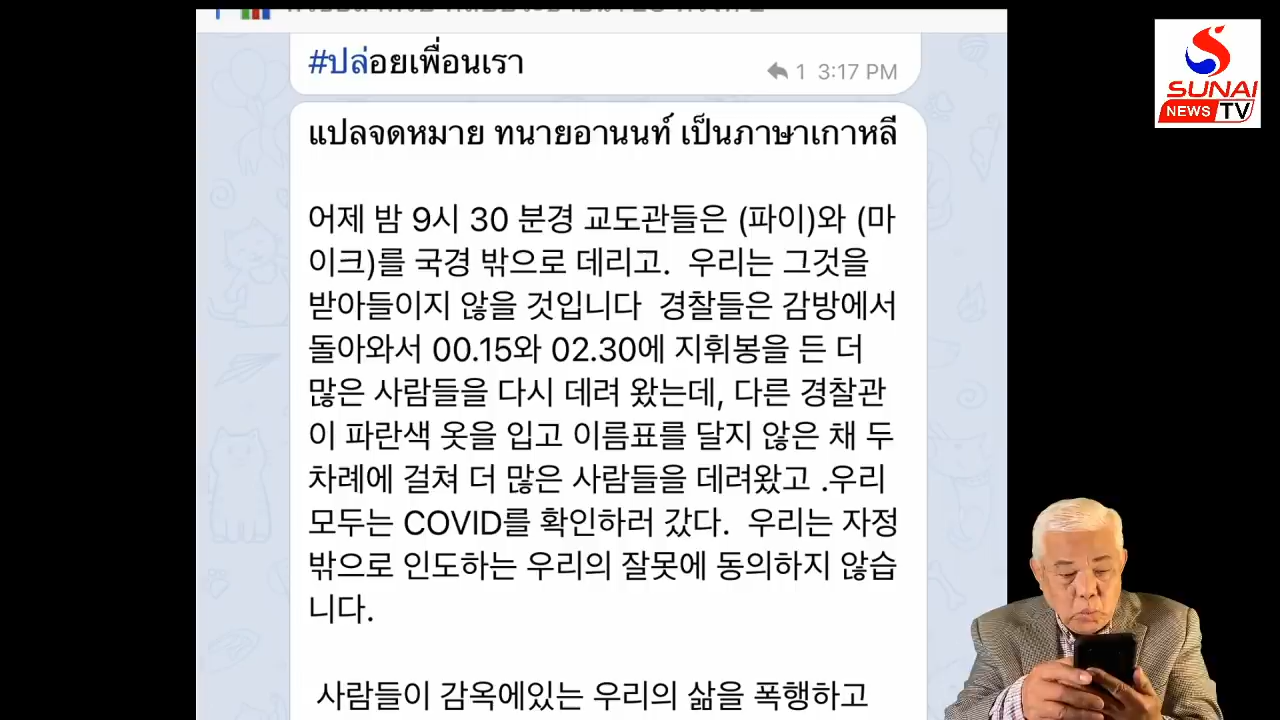 #ปล่อยเพื่อนเรา
1 3:17 PM
แปลจดหมาย ทนายอานนท์ เป็นภาษาเกาหลี
어제 밤 9시 30 분경 교도관들은 (파이)와 (마
이크)를 국경 밖으로 데리고.  우리는 그것을
받아들이지 않을 것입니다  경찰들은 감방에서
돌아와서 00.15와 02.30에 지휘봉을 든 더
많은 사람들을 다시 데려 왔는데, 다른 경찰관
이 파란색 옷을 입고 이름표를 달지 않은 채 두
차례에 걸쳐 더 많은 사람들을 데려왔고 .우리
모두는 COVID를 확인하러 갔다.  우리는 자정
밖으로 인도하는 우리의 잘못에 동의하지 않습
니다.
사람들이 감옥에있는 우리의 삶을 폭행하고
SUNAI
NEWS TV